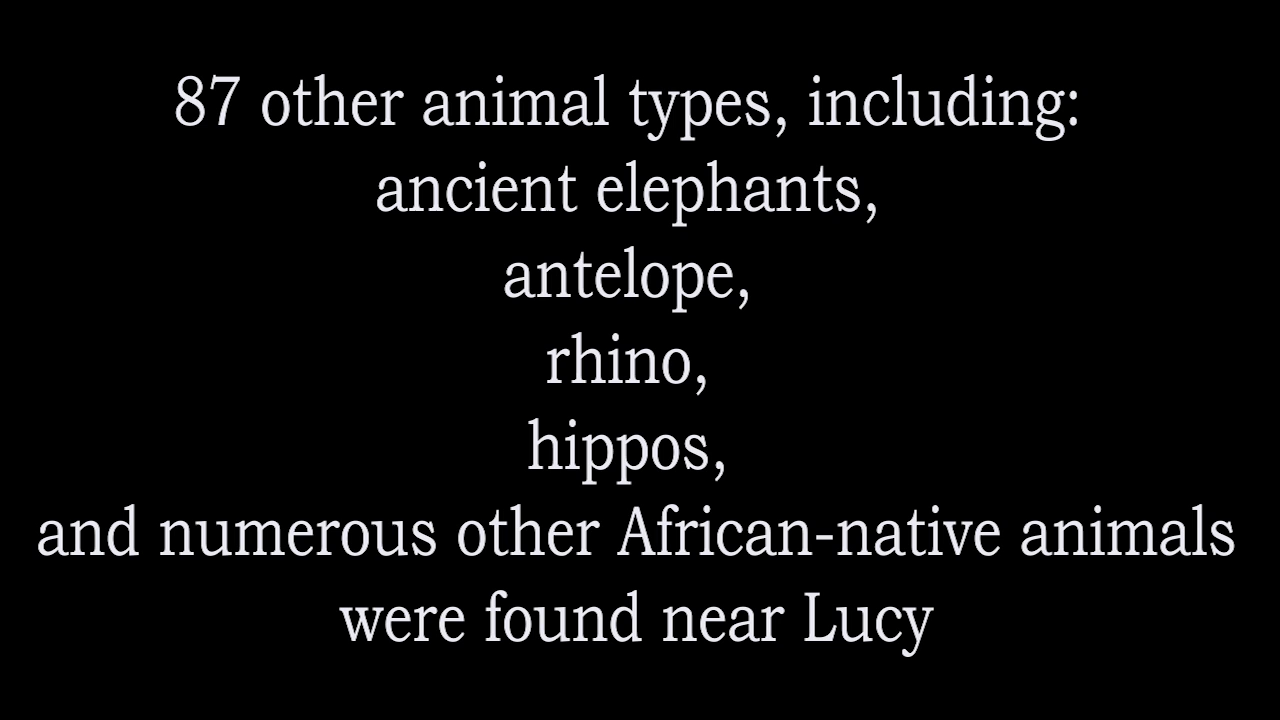 87 other animal types, including:
ancient elephants,
antelope,
rhino,
hippos,
and numerous other African-native animals
were found near Lucy